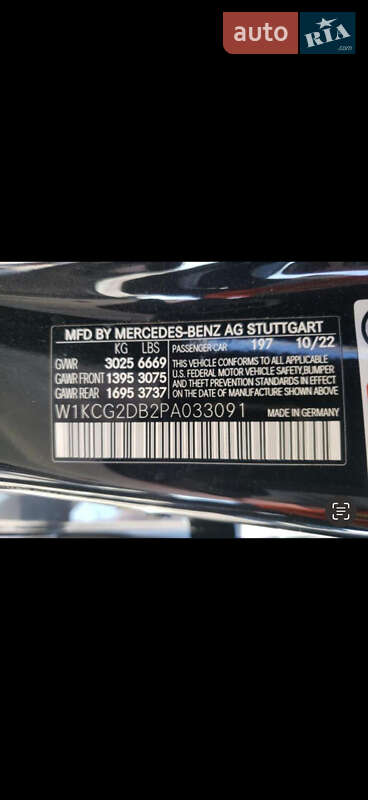 auto RIA.com
MFD BY MERCEDES-BENZ AG STUTTGART
KG LBS PASSENGER CAR 197 10/22
GVWR 3025 6669 THIS VEHICLE CONFORMS TO ALL APPLICABLE
GAWR FRONT 1395 3075 U.S. FEDERAL MOTOR VEHICLE SAFETY, BUMPER
AND THEFT PREVENTION STANDARDS IN EFFECT
GAWR REAR 1695 3737 ON THE DATE OF MANUFACTURE SHOWN ABOVE.
W1KCG2DB2PA033091 MADE IN GERMANY